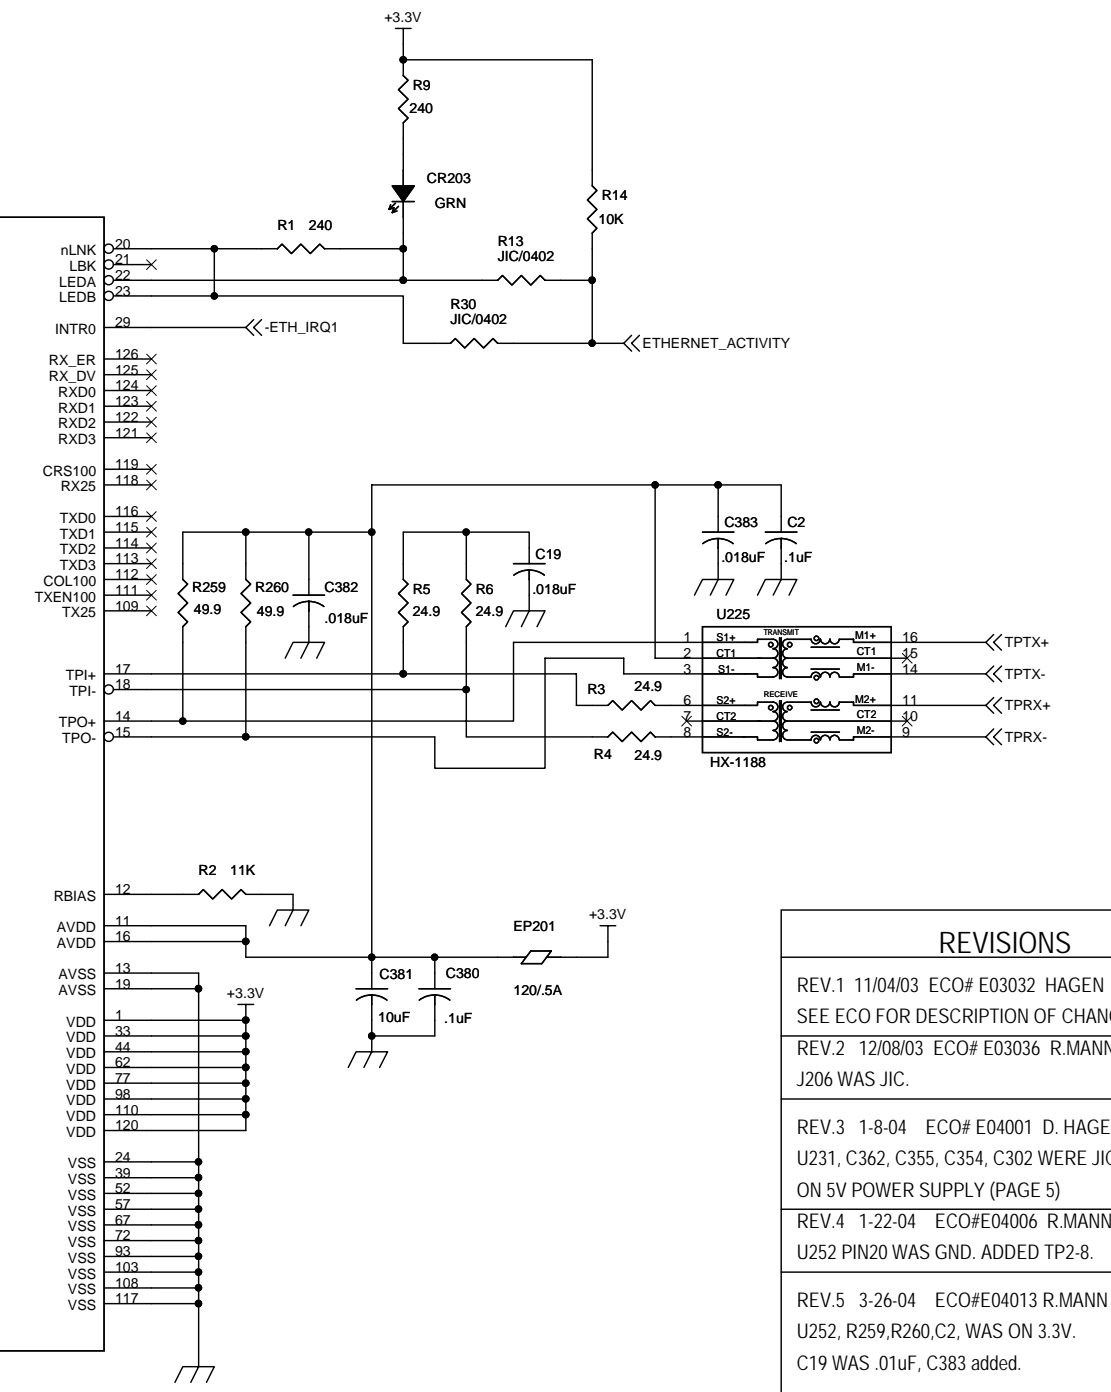 +3.3V
R9
240
CR203
GRN
R14
10K
R1 240
R13
JIC/0402
R30
JIC/0402
nLNK 20
LBK 21
LEDA 22
LEDB 23
INTR0 29
-ETH_IRQ1
ETHERNET_ACTIVITY
RX_ER 126
RX_DV 125
RXD0 124
RXD1 123
RXD2 122
RXD3 121
CRS100 119
RX25 118
TXD0 116
TXD1 115
TXD2 114
TXD3 113
COL100 112
TXEN100 111
TX25 109
R259
49.9
R260
49.9
C382
.018uF
R5
24.9
R6
24.9
C19
.018uF
C383
.018uF
C2
.1uF
U225
TRANSMIT
1 S1+ M1+ 16
2 CT1 CT1 15
3 S1- M1- 14
RECEIVE
6 S2+ M2+ 11
7 CT2 CT2 10
8 S2- M2- 9
HX-1188
TPTX+
TPTX-
TPRX+
TPRX-
R3 24.9
R4 24.9
TPI+ 17
TPI- 18
TPO+ 14
TPO- 15
R2 11K
RBIAS 12
AVDD 11
AVDD 16
AVSS 13
AVSS 19
+3.3V
VDD 1
VDD 33
VDD 44
VDD 62
VDD 77
VDD 98
VDD 110
VDD 120
VSS 24
VSS 39
VSS 52
VSS 57
VSS 67
VSS 72
VSS 93
VSS 103
VSS 108
VSS 117
EP201
120/.5A
+3.3V
C381
10uF
C380
.1uF
REVISIONS
REV.1 11/04/03 ECO# E03032 HAGEN
SEE ECO FOR DESCRIPTION OF CHAN
REV.2 12/08/03 ECO# E03036 R.MANN
J206 WAS JIC.
REV.3 1-8-04 ECO# E04001 D. HAGE
U231, C362, C355, C354, C302 WERE JIC
ON 5V POWER SUPPLY (PAGE 5)
REV.4 1-22-04 ECO#E04006 R.MANN
U252 PIN20 WAS GND. ADDED TP2-8.
REV.5 3-26-04 ECO#E04013 R.MANN
U252, R259,R260,C2, WAS ON 3.3V.
C19 WAS .01uF, C383 added.